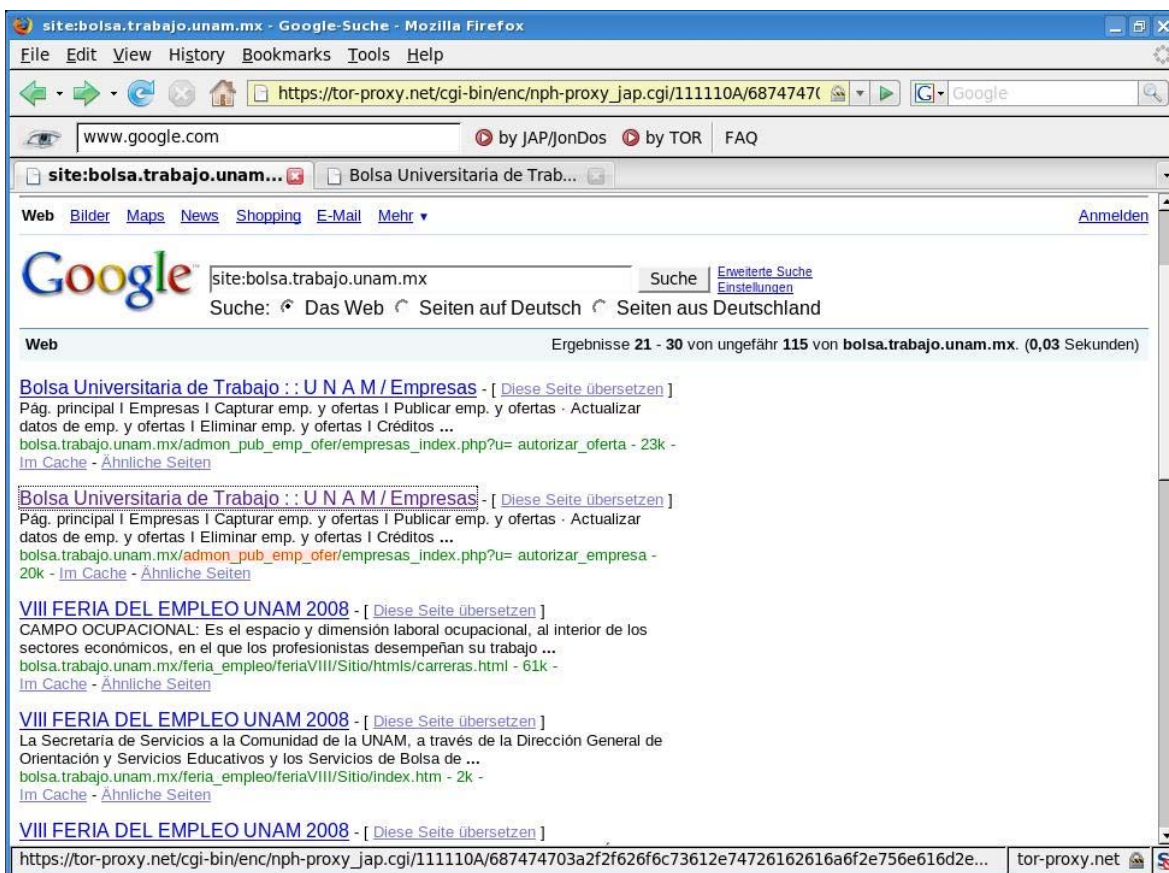 site:bolsa.trabajo.unam.mx - Google-Suche - Mozilla Firefox
File Edit View History Bookmarks Tools Help
https://tor-proxy.net/cgi-bin/enc/nph-proxy_jap.cgi/111110A/6874747( G Google
www.google.com by JAP/JonDos by TOR FAQ
site:bolsa.trabajo.unam... Bolsa Universitaria de Trab...
Web Bilder Maps News Shopping E-Mail Mehr ▼ Anmelden
Google™ site:bolsa.trabajo.unam.mx Suche Erweiterte Suche
Einstellungen
Suche: Das Web Seiten auf Deutsch Seiten aus Deutschland
Web Ergebnisse 21 - 30 von ungefähr 115 von bolsa.trabajo.unam.mx. (0,03 Sekunden)
Bolsa Universitaria de Trabajo : : U N A M / Empresas - [ Diese Seite übersetzen ]
Pág. principal I Empresas I Capturar emp. y ofertas I Publicar emp. y ofertas · Actualizar
datos de emp. y ofertas I Eliminar emp. y ofertas I Créditos ...
bolsa.trabajo.unam.mx/admon_pub_emp_ofer/empresas_index.php?u= autorizar_oferta - 23k -
Im Cache - Ähnliche Seiten
Bolsa Universitaria de Trabajo : : U N A M / Empresas - [ Diese Seite übersetzen ]
Pág. principal I Empresas I Capturar emp. y ofertas I Publicar emp. y ofertas · Actualizar
datos de emp. y ofertas I Eliminar emp. y ofertas I Créditos ...
bolsa.trabajo.unam.mx/admon_pub_emp_ofer/empresas_index.php?u= autorizar_empresa -
20k - Im Cache - Ähnliche Seiten
VIII FERIA DEL EMPLEO UNAM 2008 - [ Diese Seite übersetzen ]
CAMPO OCUPACIONAL: Es el espacio y dimensión laboral ocupacional, al interior de los
sectores económicos, en el que los profesionistas desempeñan su trabajo ...
bolsa.trabajo.unam.mx/feria_empleo/feriaVIII/Sitio/htmls/carreras.html - 61k -
Im Cache - Ähnliche Seiten
VIII FERIA DEL EMPLEO UNAM 2008 - [ Diese Seite übersetzen ]
La Secretaría de Servicios a la Comunidad de la UNAM, a través de la Dirección General de
Orientación y Servicios Educativos y los Servicios de Bolsa de ...
bolsa.trabajo.unam.mx/feria_empleo/feriaVIII/Sitio/index.htm - 2k -
Im Cache - Ähnliche Seiten
VIII FERIA DEL EMPLEO UNAM 2008 - [ Diese Seite übersetzen ]
https://tor-proxy.net/cgi-bin/enc/nph-proxy_jap.cgi/111110A/687474703a2f2f626f6c73612e74726162616a6f2e756e616d2e... tor-proxy.net